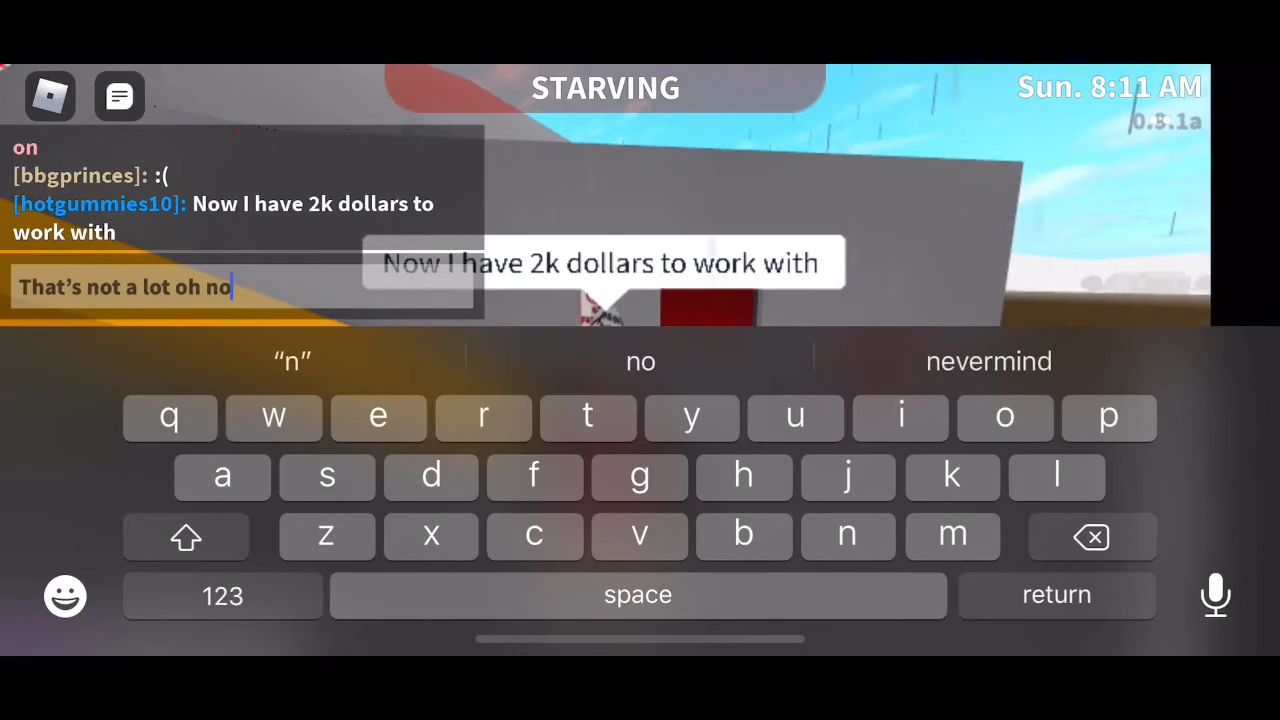 STARVING
Sun. 8:11 AM
0.3.1a
on
[bbgprinces]: :(
[hotgummies10]: Now I have 2k dollars to
work with
Now I have 2k dollars to work with
That's not a lot oh no
“n” no nevermind
q w e r t y u i o p
a s d f g h j k l
z x c v b n m
123 space return